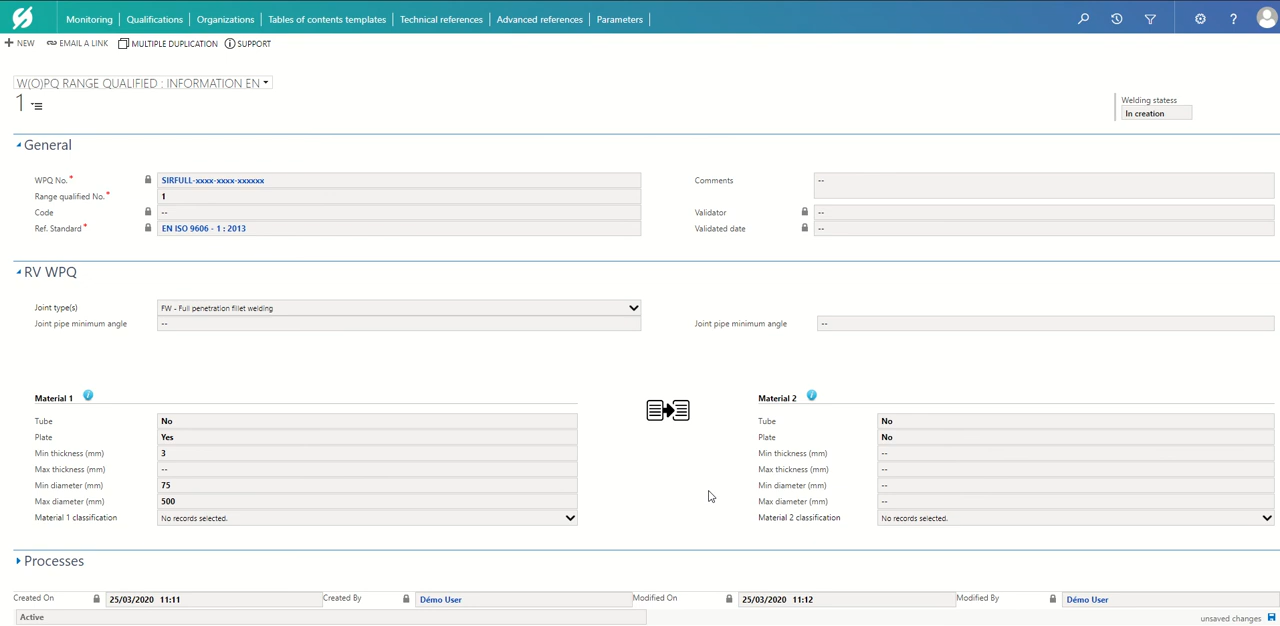 Monitoring Qualifications Organizations Tables of contents templates Technical references Advanced references Parameters
NEW EMAIL A LINK MULTIPLE DUPLICATION SUPPORT
W(O)PQ RANGE QUALIFIED : INFORMATION EN
1
Welding statess
In creation
General
WPQ No.* SIRFULL-xxxx-xxxx-xxxxxx Comments --
Range qualified No.* 1
Code -- Validator --
Ref. Standard* EN ISO 9606 - 1 : 2013 Validated date --
RV WPQ
Joint type(s) FW - Full penetration fillet welding
Joint pipe minimum angle -- Joint pipe minimum angle --
Material 1 Material 2
Tube No Tube No
Plate Yes Plate No
Min thickness (mm) 3 Min thickness (mm) --
Max thickness (mm) -- Max thickness (mm) --
Min diameter (mm) 75 Min diameter (mm) --
Max diameter (mm) 500 Max diameter (mm) --
Material 1 classification No records selected. Material 2 classification No records selected.
Processes
Created On 25/03/2020 11:11 Created By Démo User Modified On 25/03/2020 11:12 Modified By Démo User
Active unsaved changes